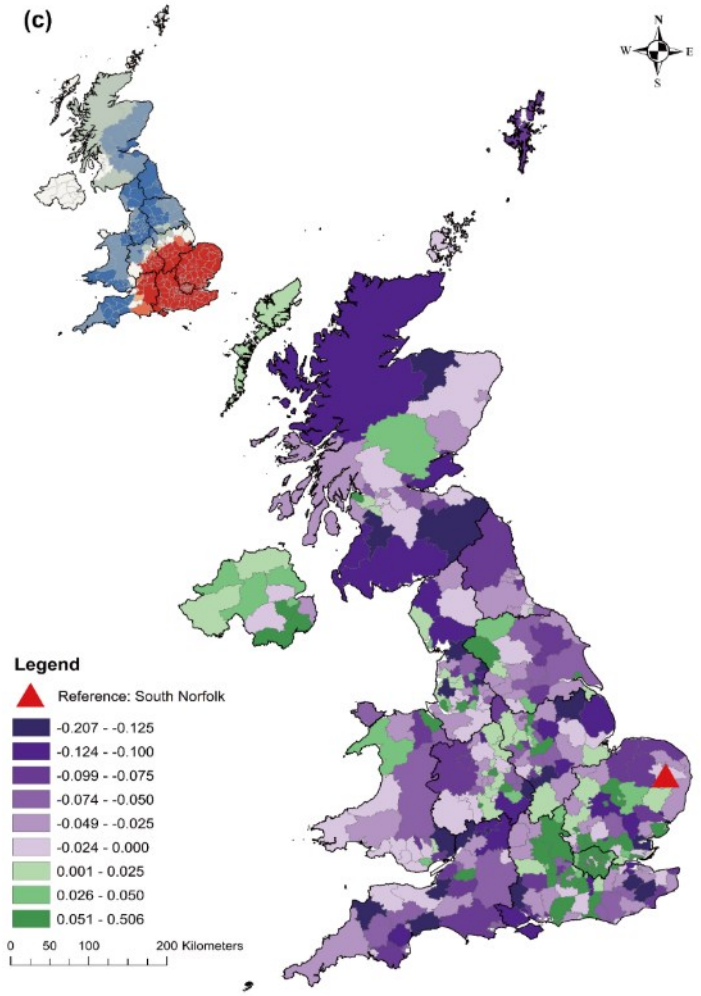 (c)
N
W E
S
Legend
Reference: South Norfolk
-0.207 - -0.125
-0.124 - -0.100
-0.099 - -0.075
-0.074 - -0.050
-0.049 - -0.025
-0.024 - 0.000
0.001 - 0.025
0.026 - 0.050
0.051 - 0.506
0 50 100 200 Kilometers